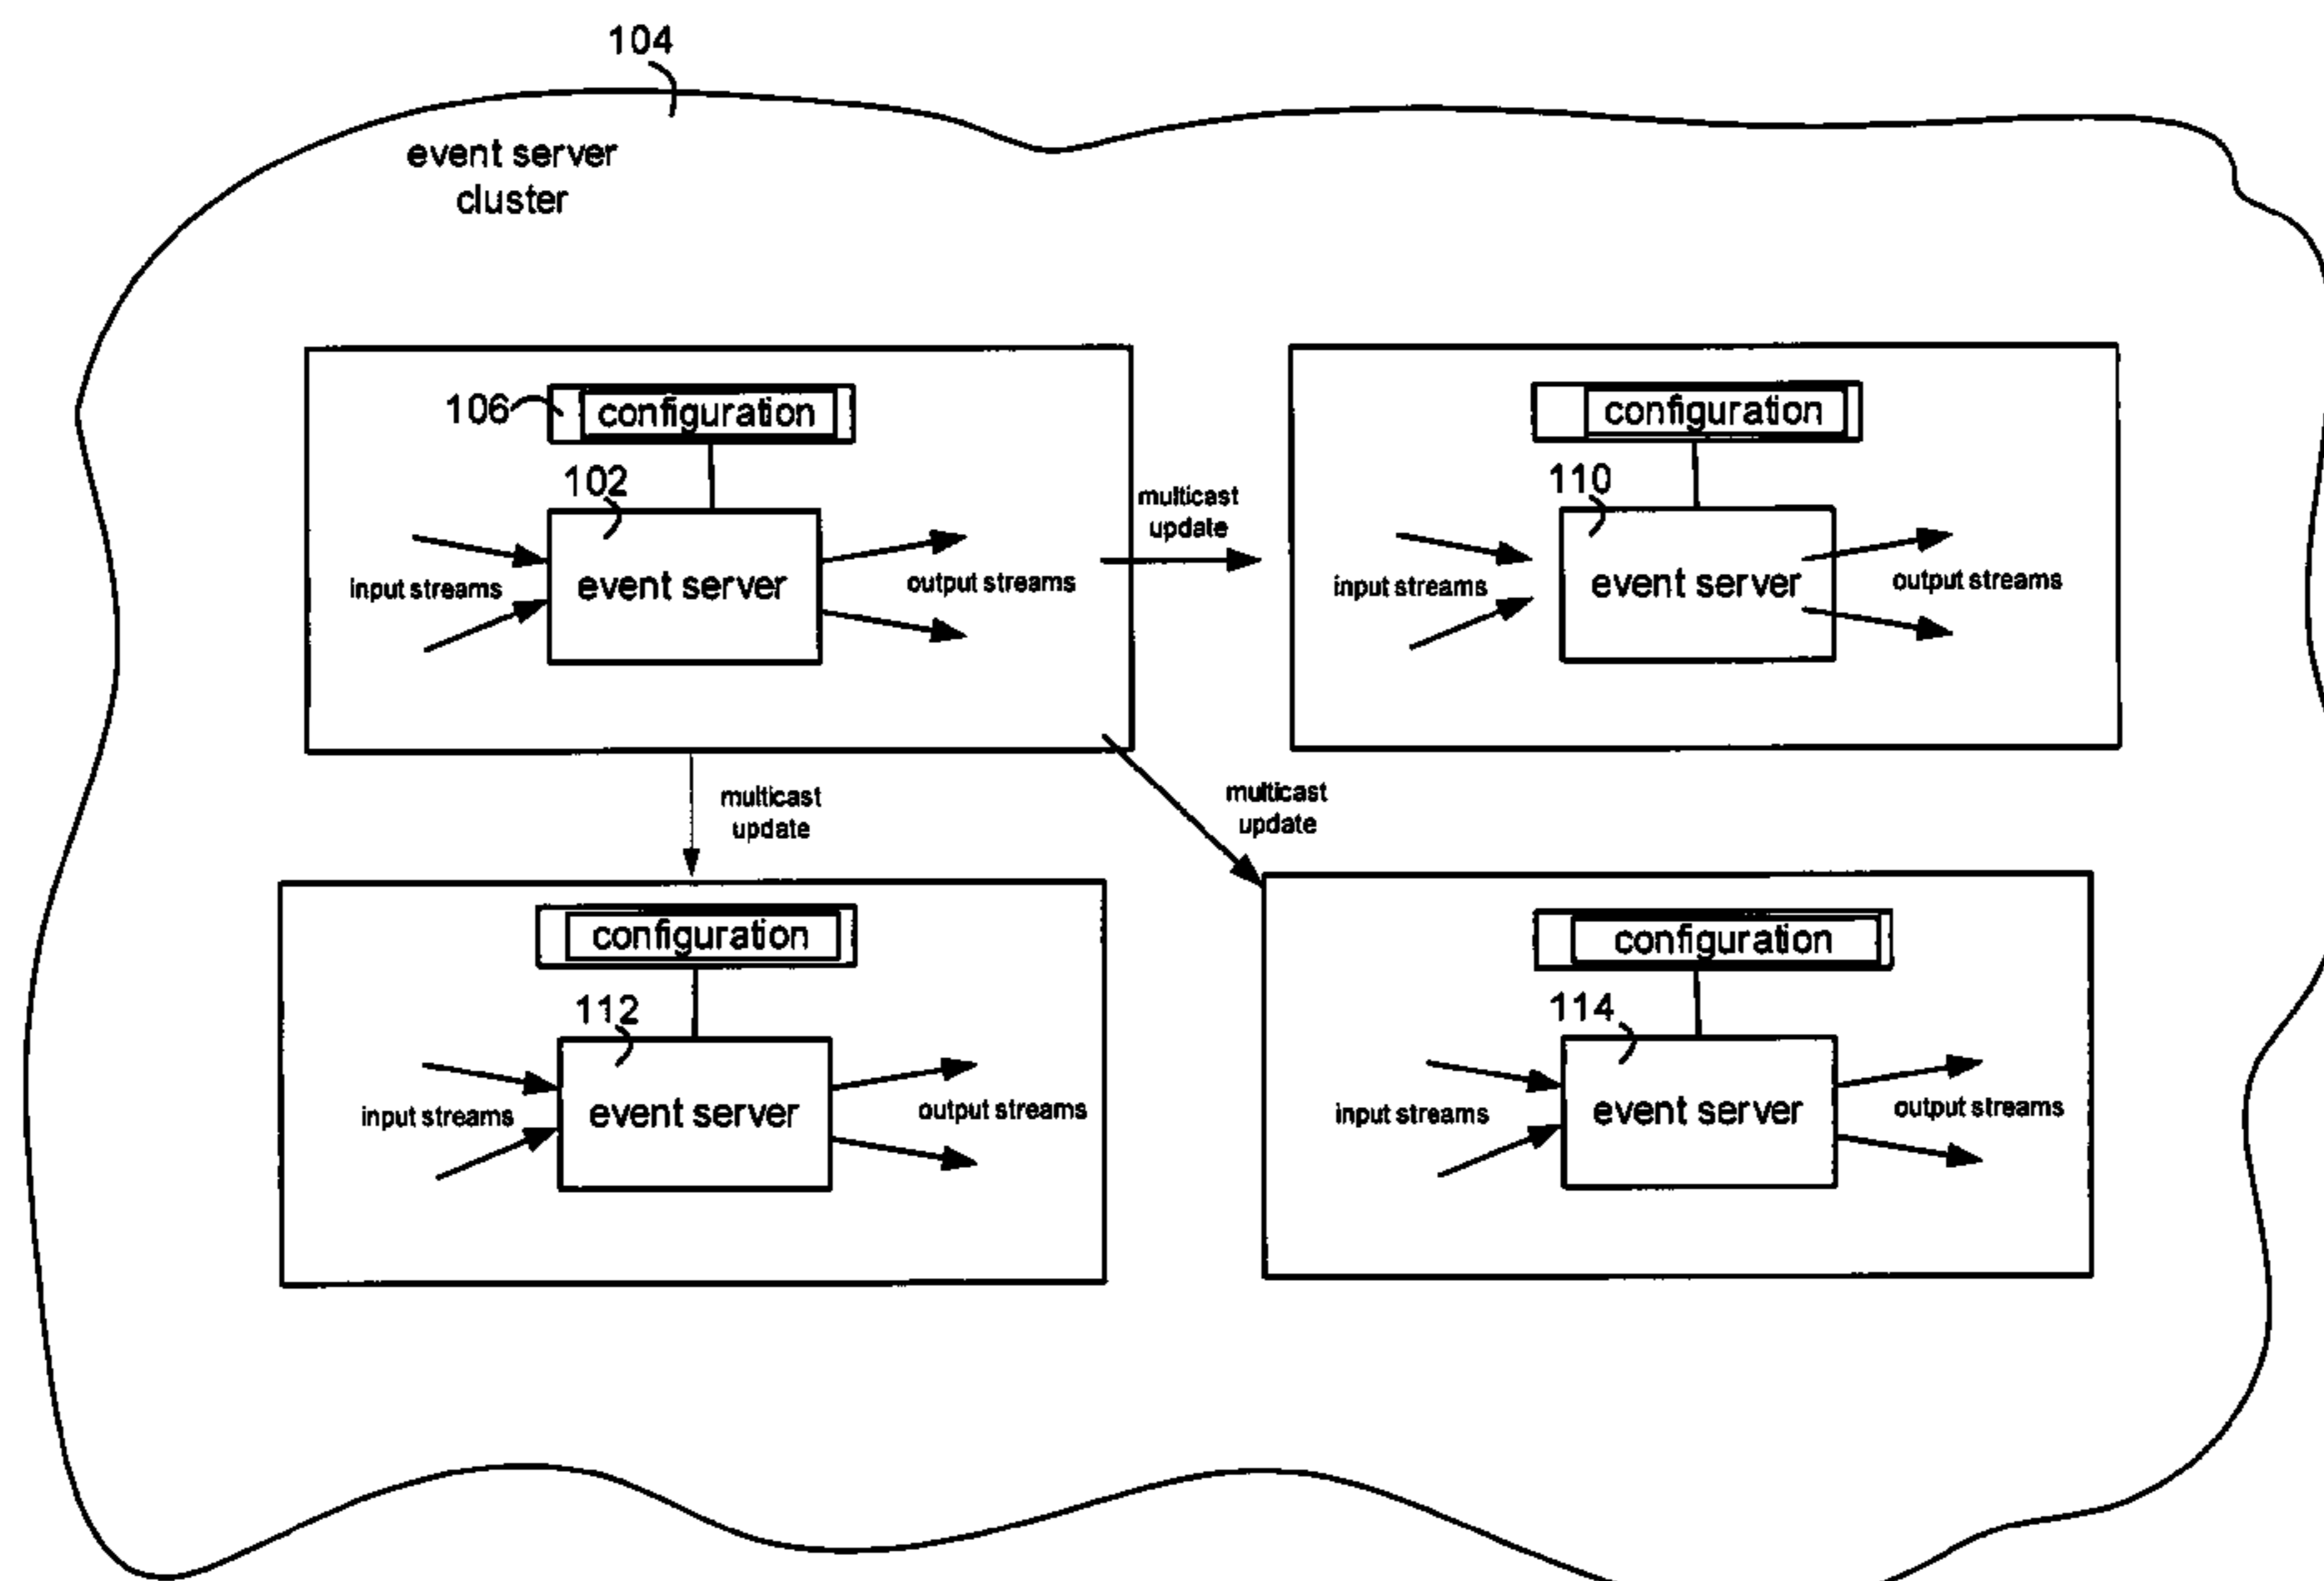 104
event server
cluster
106
configuration
102
event server
input streams
output streams
multicast
update
configuration
110
event server
input streams
output streams
multicast
update
multicast
update
configuration
112
event server
input streams
output streams
configuration
114
event server
input streams
output streams